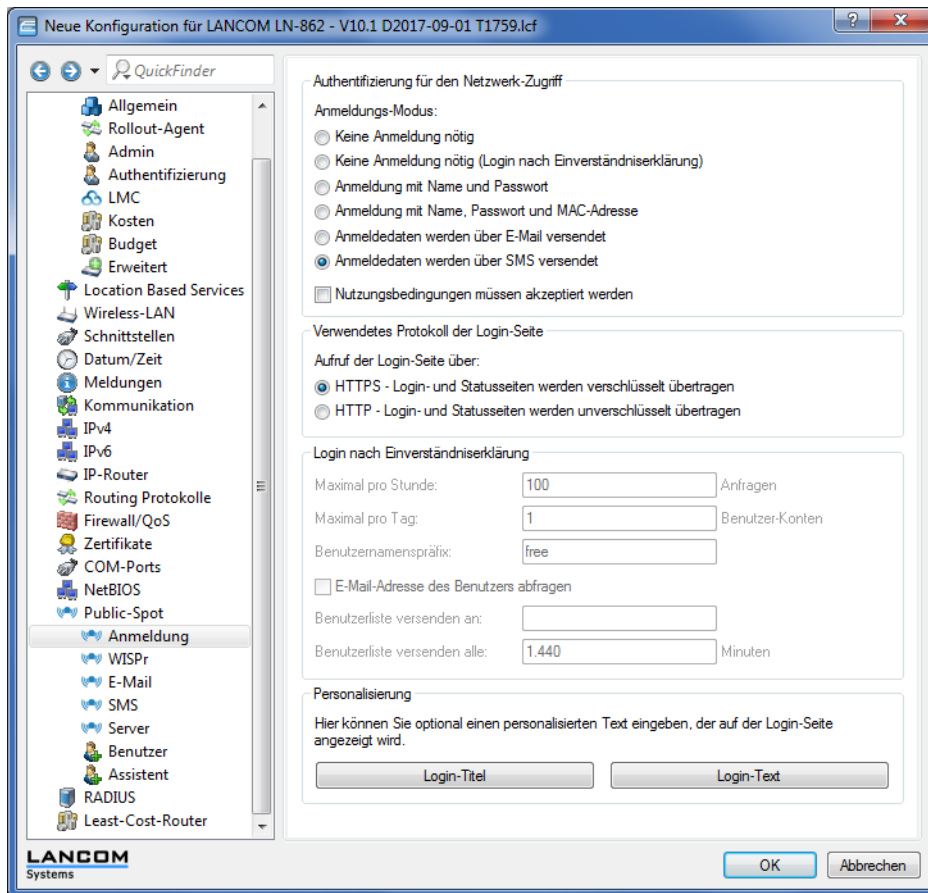 Neue Konfiguration für LANCOM LN-862 - V10.1 D2017-09-01 T1759.lcf
QuickFinder
Allgemein
Rollout-Agent
Admin
Authentifizierung
LMC
Kosten
Budget
Erweitert
Location Based Services
Wireless-LAN
Schnittstellen
Datum/Zeit
Meldungen
Kommunikation
IPv4
IPv6
IP-Router
Routing Protokolle
Firewall/QoS
Zertifikate
COM-Ports
NetBIOS
Public-Spot
Anmeldung
WISPr
E-Mail
SMS
Server
Benutzer
Assistent
RADIUS
Least-Cost-Router
Authentifizierung für den Netzwerk-Zugriff
Anmeldungs-Modus:
Keine Anmeldung nötig
Keine Anmeldung nötig (Login nach Einverständniserklärung)
Anmeldung mit Name und Passwort
Anmeldung mit Name, Passwort und MAC-Adresse
Anmeldedaten werden über E-Mail versendet
Anmeldedaten werden über SMS versendet
Nutzungsbedingungen müssen akzeptiert werden
Verwendetes Protokoll der Login-Seite
Aufruf der Login-Seite über:
HTTPS - Login- und Statusseiten werden verschlüsselt übertragen
HTTP - Login- und Statusseiten werden unverschlüsselt übertragen
Login nach Einverständniserklärung
Maximal pro Stunde: 100 Anfragen
Maximal pro Tag: 1 Benutzer-Konten
Benutzernamenspräfix: free
E-Mail-Adresse des Benutzers abfragen
Benutzerliste versenden an:
Benutzerliste versenden alle: 1.440 Minuten
Personalisierung
Hier können Sie optional einen personalisierten Text eingeben, der auf der Login-Seite
angezeigt wird.
Login-Titel Login-Text
LANCOM
Systems
OK Abbrechen